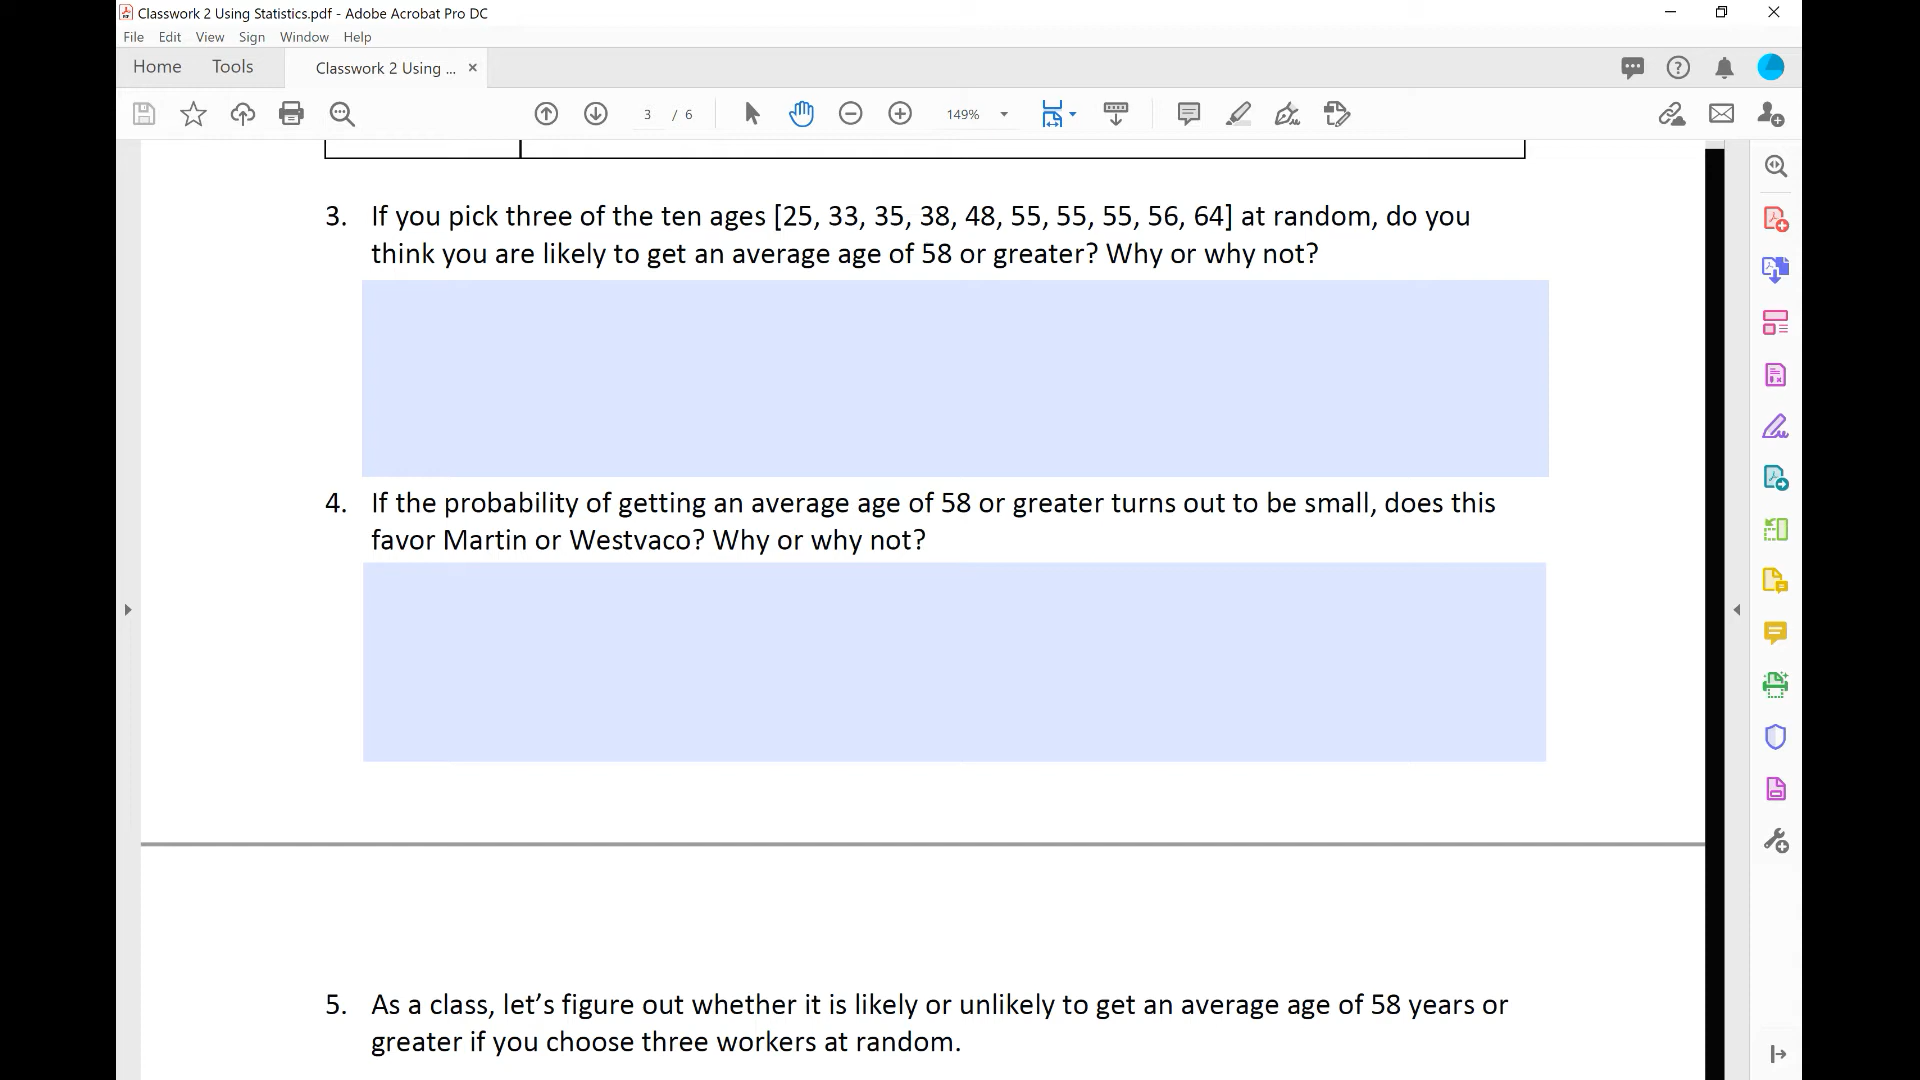 Classwork 2 Using Statistics.pdf - Adobe Acrobat Pro DC
File Edit View Sign Window Help
Home Tools Classwork 2 Using ... ×
3 / 6 149%
3. If you pick three of the ten ages [25, 33, 35, 38, 48, 55, 55, 55, 56, 64] at random, do you
think you are likely to get an average age of 58 or greater? Why or why not?
4. If the probability of getting an average age of 58 or greater turns out to be small, does this
favor Martin or Westvaco? Why or why not?
5. As a class, let’s figure out whether it is likely or unlikely to get an average age of 58 years or
greater if you choose three workers at random.